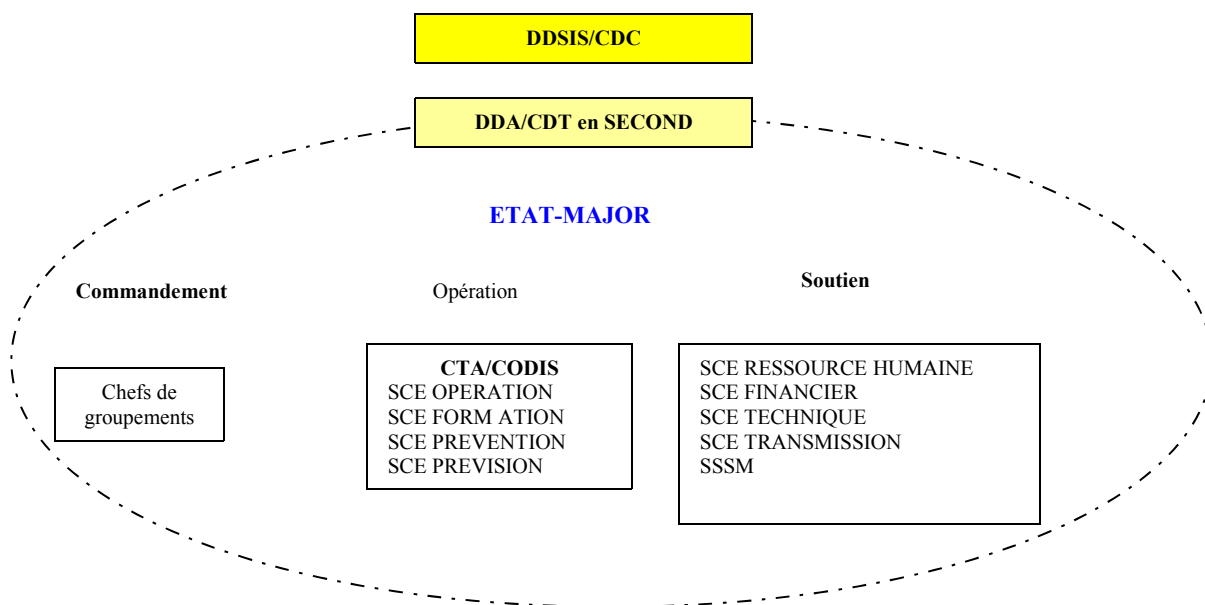 DDSIS/CDC
DDA/CDT en SECOND
ETAT-MAJOR
Commandement
Opération
Soutien
Chefs de
groupements
CTA/CODIS
SCE OPERATION
SCE FORM ATION
SCE PREVENTION
SCE PREVISION
SCE RESSOURCE HUMAINE
SCE FINANCIER
SCE TECHNIQUE
SCE TRANSMISSION
SSSM